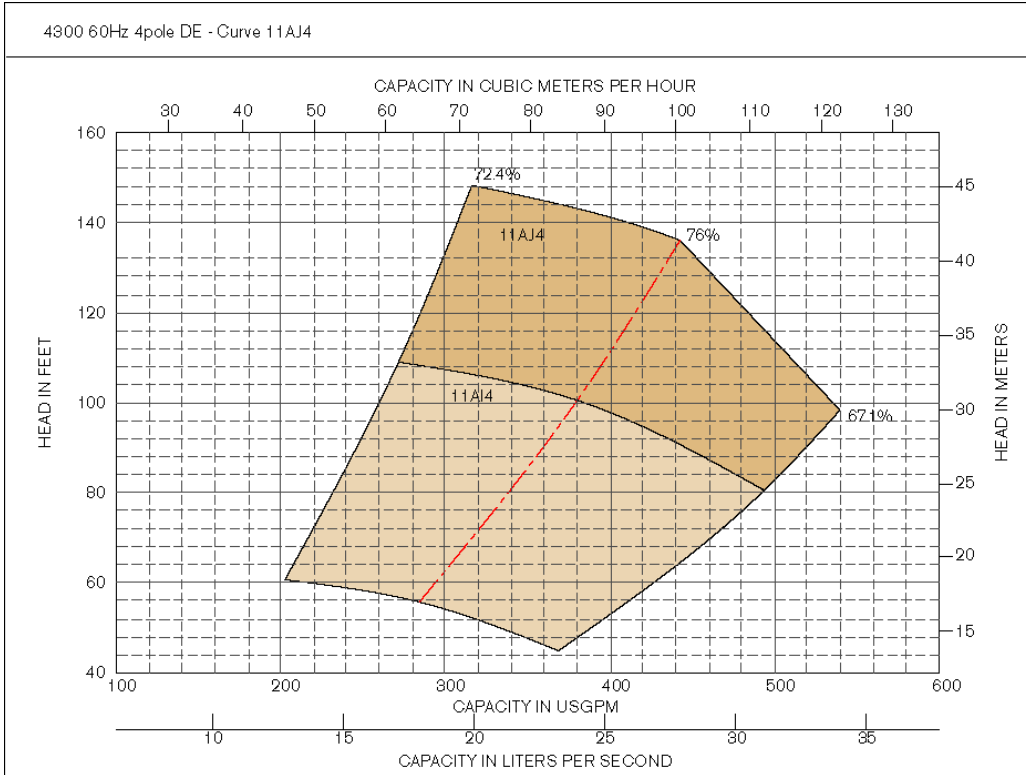 4300 60Hz 4pole DE - Curve 11AJ4
CAPACITY IN CUBIC METERS PER HOUR
30 40 50 60 70 80 90 100 110 120 130
160
140
120
100
80
60
40
HEAD IN FEET
72.4%
11AJ4
76%
11AI4
67.1%
45
40
35
30
25
20
15
HEAD IN METERS
100 200 300 400 500 600
CAPACITY IN USGPM
10 15 20 25 30 35
CAPACITY IN LITERS PER SECOND